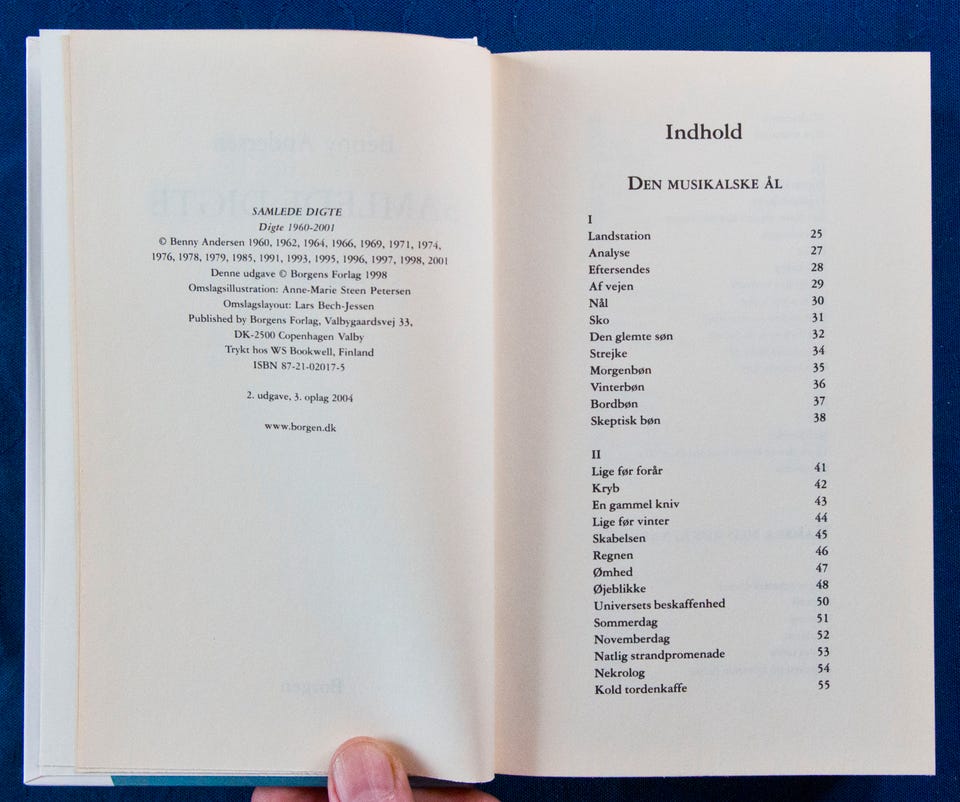 SAMLEDE DIGTE
Digte 1960-2001
© Benny Andersen 1960, 1962, 1964, 1966, 1969, 1971, 1974,
1976, 1978, 1979, 1985, 1991, 1993, 1995, 1996, 1997, 1998, 2001
Denne udgave © Borgens Forlag 1998
Omslagsillustration: Anne-Marie Steen Petersen
Omslagslayout: Lars Bech-Jessen
Published by Borgens Forlag, Valbygaardsvej 33,
DK-2500 Copenhagen Valby
Trykt hos WS Bookwell, Finland
ISBN 87-21-02017-5
2. udgave, 3. oplag 2004
www.borgen.dk
Indhold
DEN MUSIKALSKE ÅL
I
Landstation 25
Analyse 27
Eftersendes 28
Af vejen 29
Nål 30
Sko 31
Den glemte søn 32
Strejke 34
Morgenbøn 35
Vinterbøn 36
Bordbøn 37
Skeptisk bøn 38
II
Lige før forår 41
Kryb 42
En gammel kniv 43
Lige før vinter 44
Skabelsen 45
Regnen 46
Ømhed 47
Øjeblikke 48
Universets beskaffenhed 50
Sommerdag 51
Novemberdag 52
Natlig strandpromenade 53
Nekrolog 54
Kold tordenkaffe 55